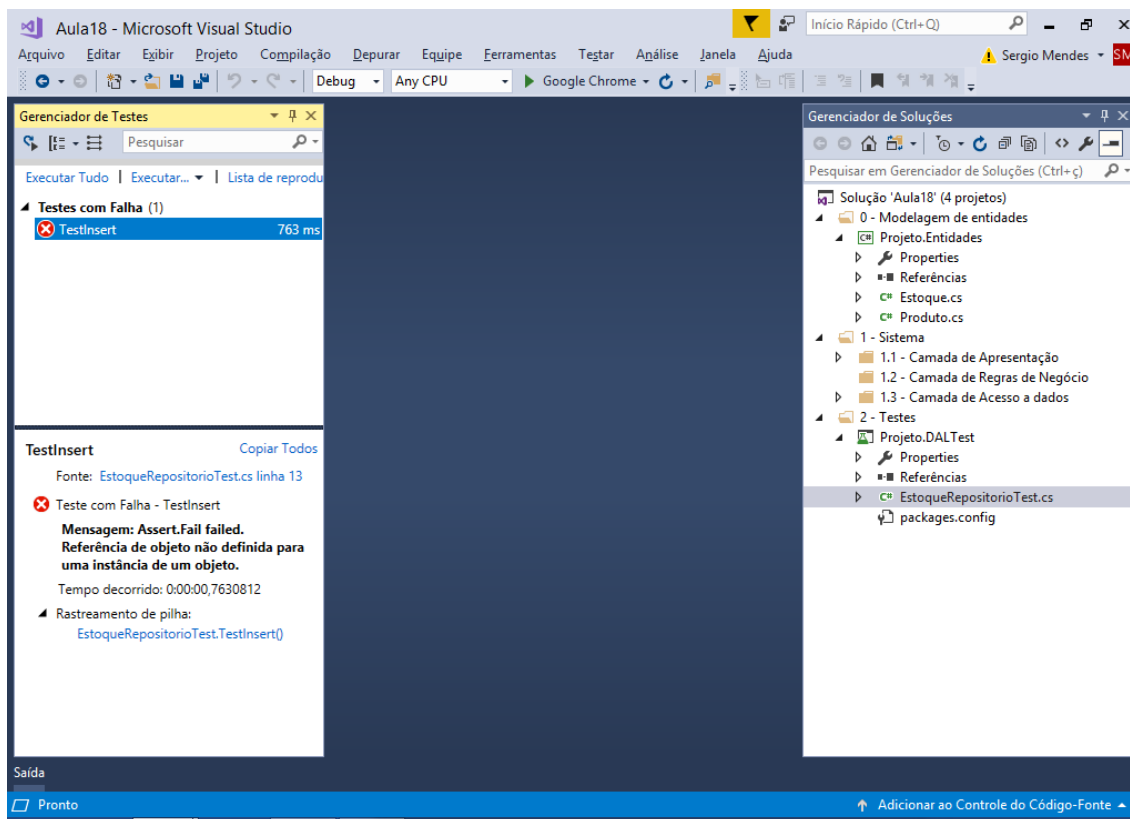 Aula18 - Microsoft Visual Studio
Início Rápido (Ctrl+Q)
Arquivo Editar Exibir Projeto Compilação Depurar Equipe Ferramentas Testar Análise Janela Ajuda
Sergio Mendes
SM
Debug Any CPU Google Chrome
Gerenciador de Testes
Pesquisar
Executar Tudo | Executar... | Lista de reprodu
Testes com Falha (1)
TestInsert 763 ms
TestInsert Copiar Todos
Fonte: EstoqueRepositorioTest.cs linha 13
Teste com Falha - TestInsert
Mensagem: Assert.Fail failed.
Referência de objeto não definida para
uma instância de um objeto.
Tempo decorrido: 0:00:00,7630812
Rastreamento de pilha:
EstoqueRepositorioTest.TestInsert()
Gerenciador de Soluções
Pesquisar em Gerenciador de Soluções (Ctrl+ç)
Solução 'Aula18' (4 projetos)
0 - Modelagem de entidades
C# Projeto.Entidades
Properties
Referências
C# Estoque.cs
C# Produto.cs
1 - Sistema
1.1 - Camada de Apresentação
1.2 - Camada de Regras de Negócio
1.3 - Camada de Acesso a dados
2 - Testes
Projeto.DALTest
Properties
Referências
C# EstoqueRepositorioTest.cs
packages.config
Saída
Pronto
Adicionar ao Controle do Código-Fonte